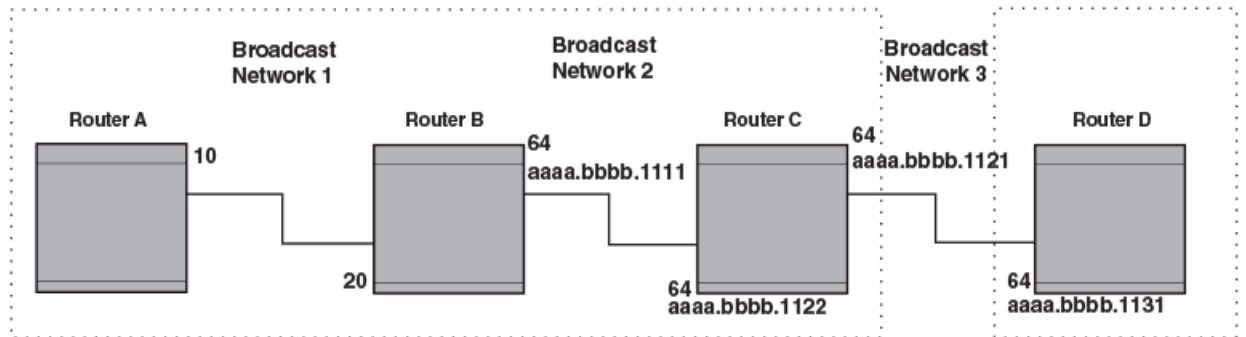 Broadcast
Network 1
Broadcast
Network 2
Broadcast
Network 3
Router A
Router B
Router C
Router D
10
64
aaaa.bbbb.1111
64
aaaa.bbbb.1121
20
64
aaaa.bbbb.1122
64
aaaa.bbbb.1131